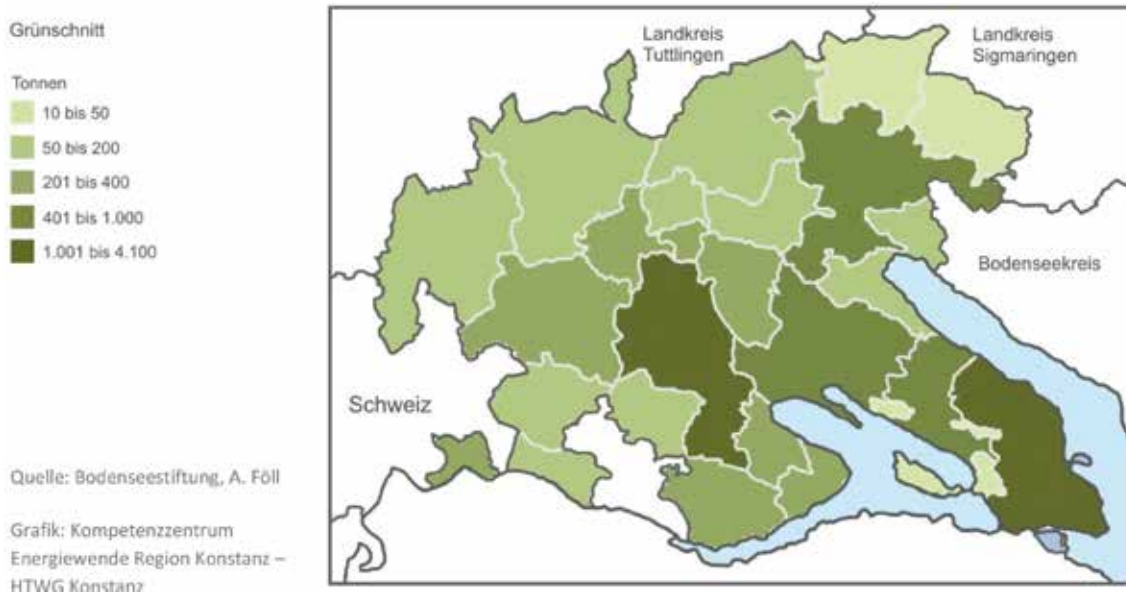 Grünschnitt
Tonnen
10 bis 50
50 bis 200
201 bis 400
401 bis 1.000
1.001 bis 4.100
Quelle: Bodenseestiftung, A. Föll
Grafik: Kompetenzzentrum
Energiewende Region Konstanz –
HTWG Konstanz
Landkreis
Tuttlingen
Landkreis
Sigmaringen
Bodenseekreis
Schweiz